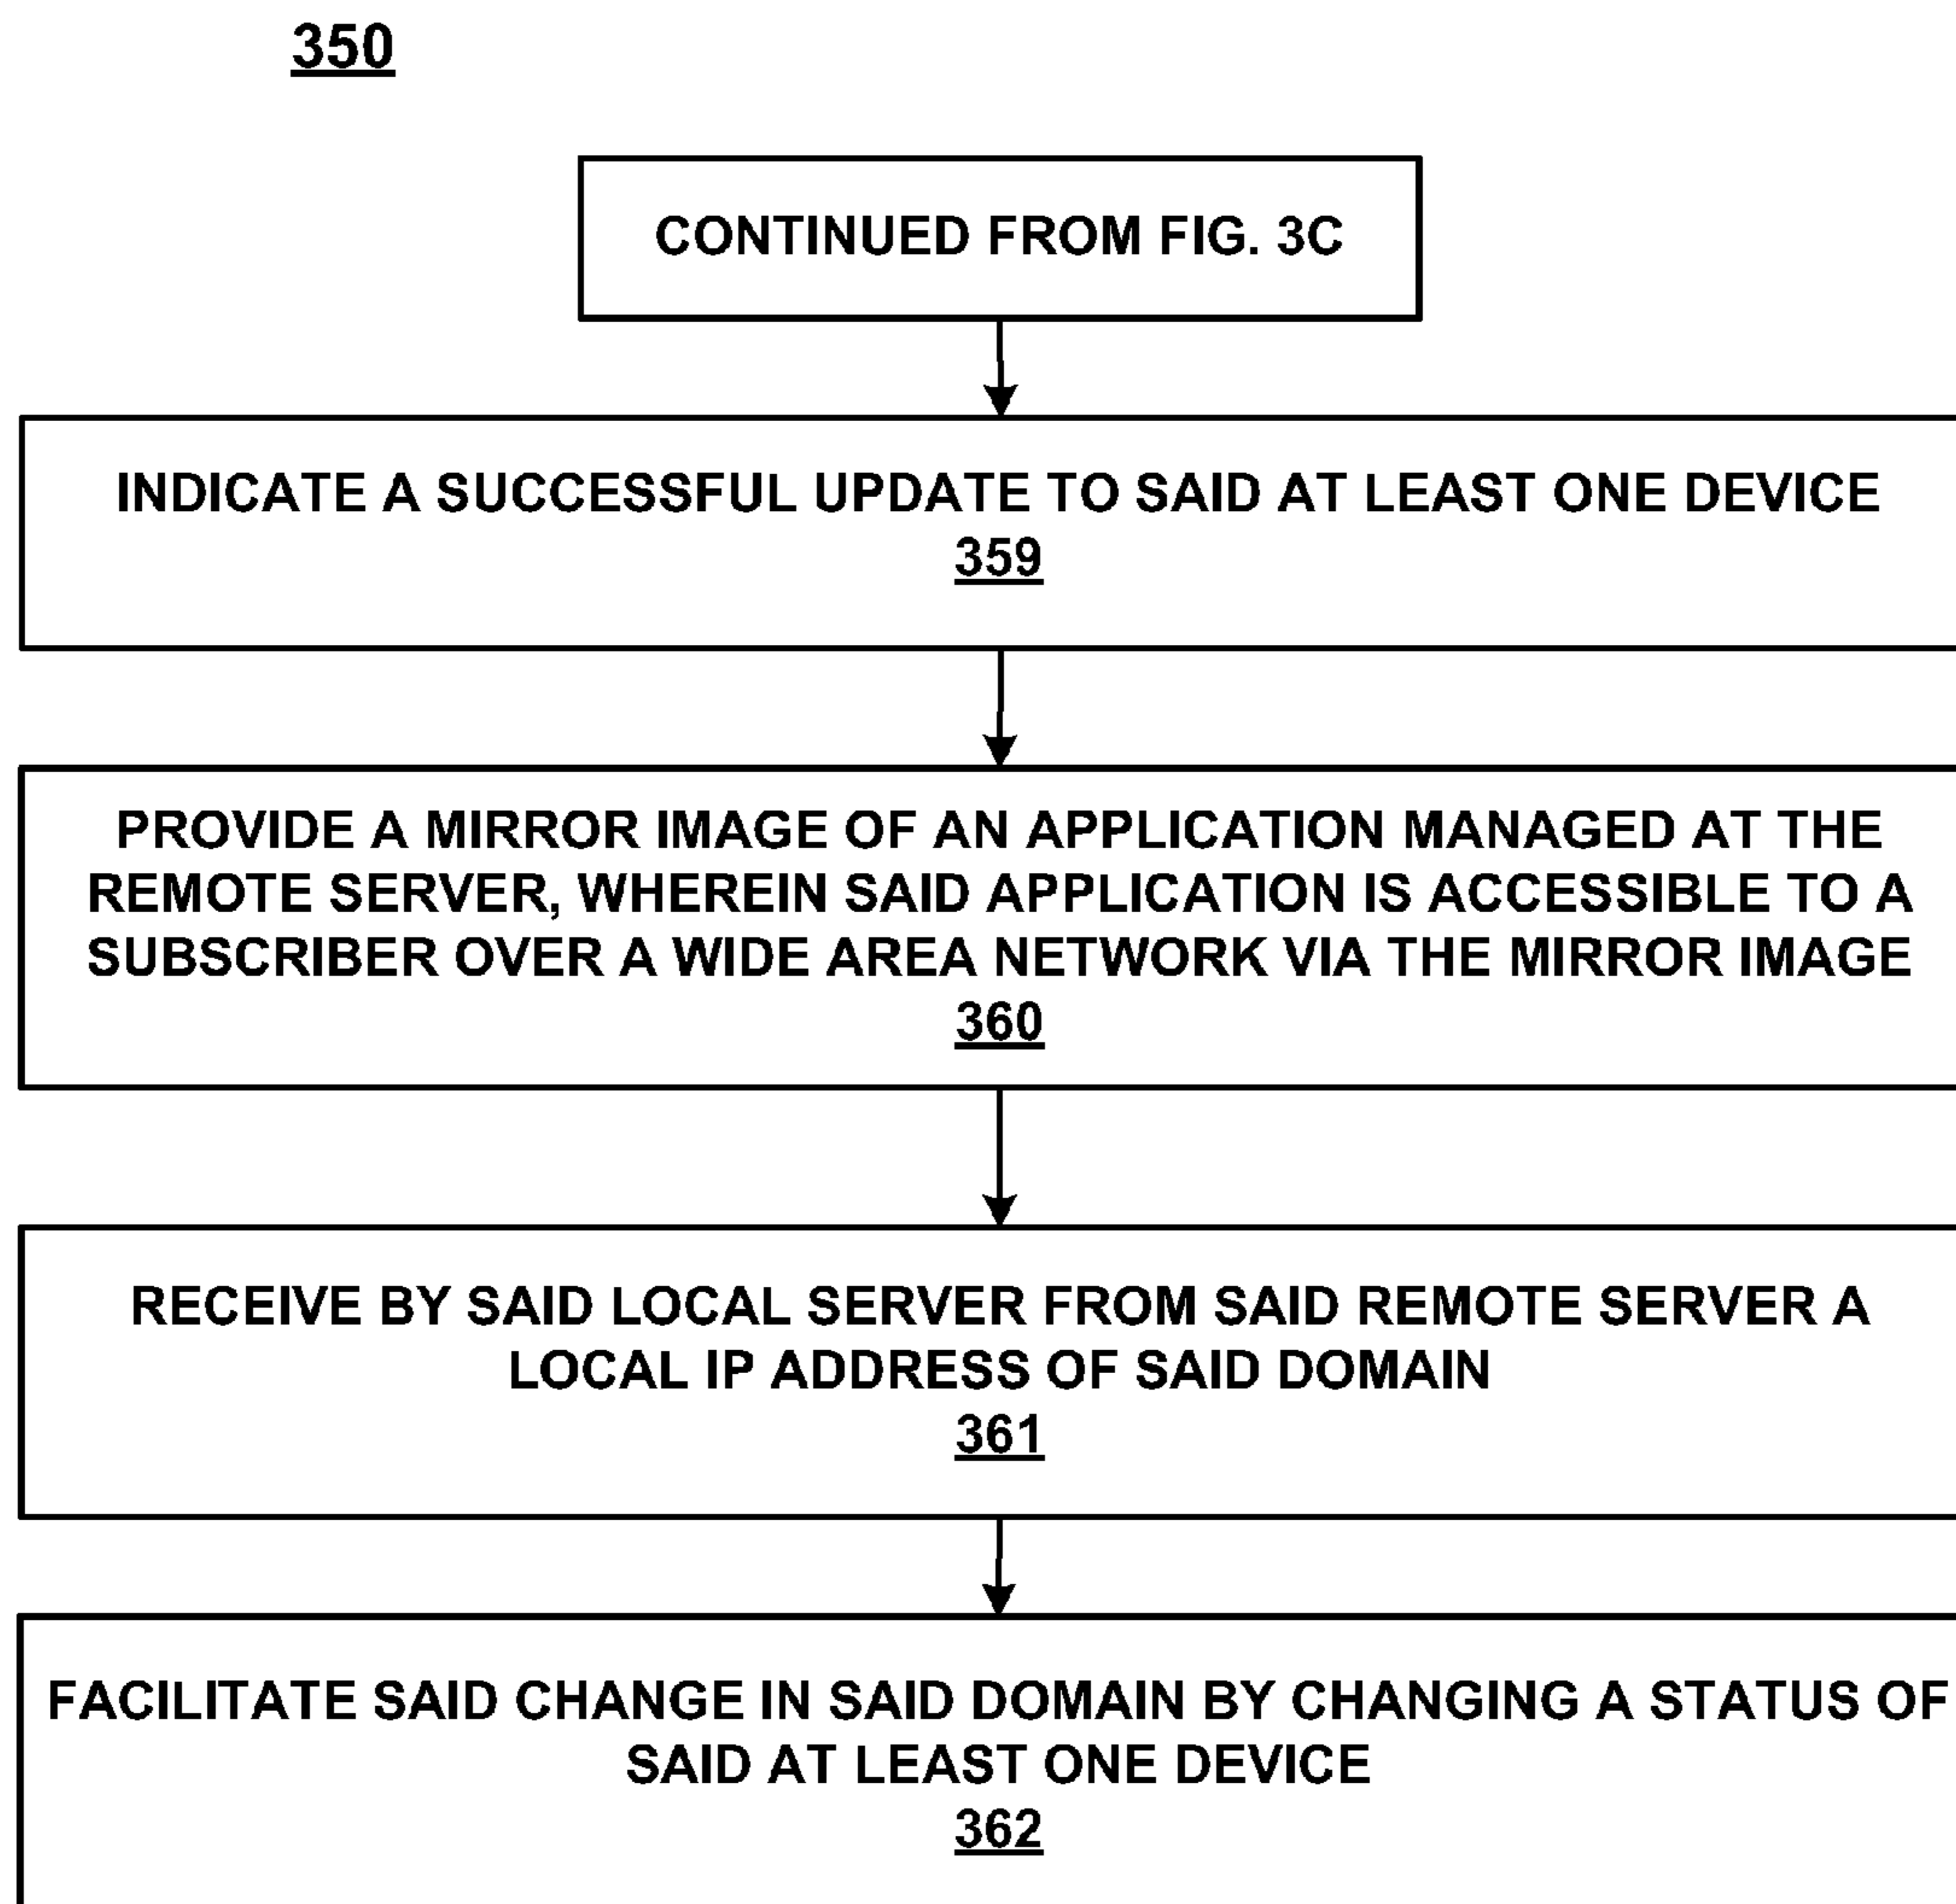 350
CONTINUED FROM FIG. 3C
INDICATE A SUCCESSFUL UPDATE TO SAID AT LEAST ONE DEVICE
359
PROVIDE A MIRROR IMAGE OF AN APPLICATION MANAGED AT THE
REMOTE SERVER, WHEREIN SAID APPLICATION IS ACCESSIBLE TO A
SUBSCRIBER OVER A WIDE AREA NETWORK VIA THE MIRROR IMAGE
360
RECEIVE BY SAID LOCAL SERVER FROM SAID REMOTE SERVER A
LOCAL IP ADDRESS OF SAID DOMAIN
361
FACILITATE SAID CHANGE IN SAID DOMAIN BY CHANGING A STATUS OF
SAID AT LEAST ONE DEVICE
362